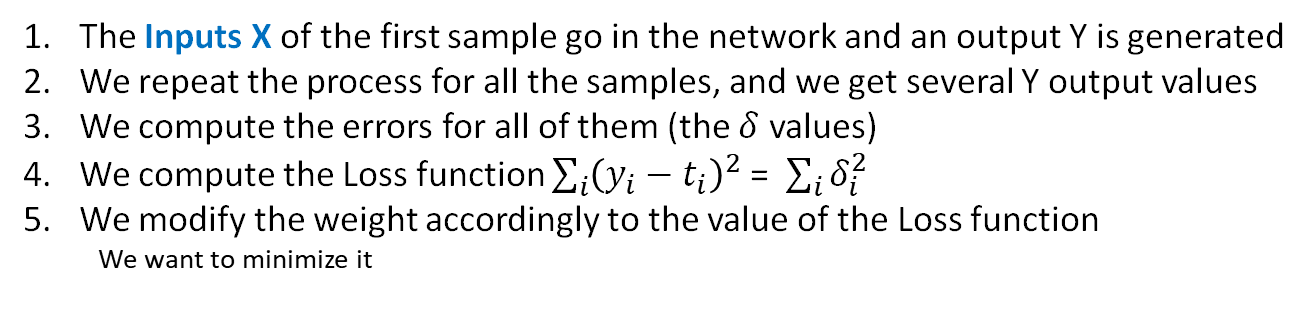 1. The Inputs X of the first sample go in the network and an output Y is generated
2. We repeat the process for all the samples, and we get several Y output values
3. We compute the errors for all of them (the δ values)
4. We compute the Loss function ∑ᵢ(yᵢ − tᵢ)² = ∑ᵢ δᵢ²
5. We modify the weight accordingly to the value of the Loss function
We want to minimize it